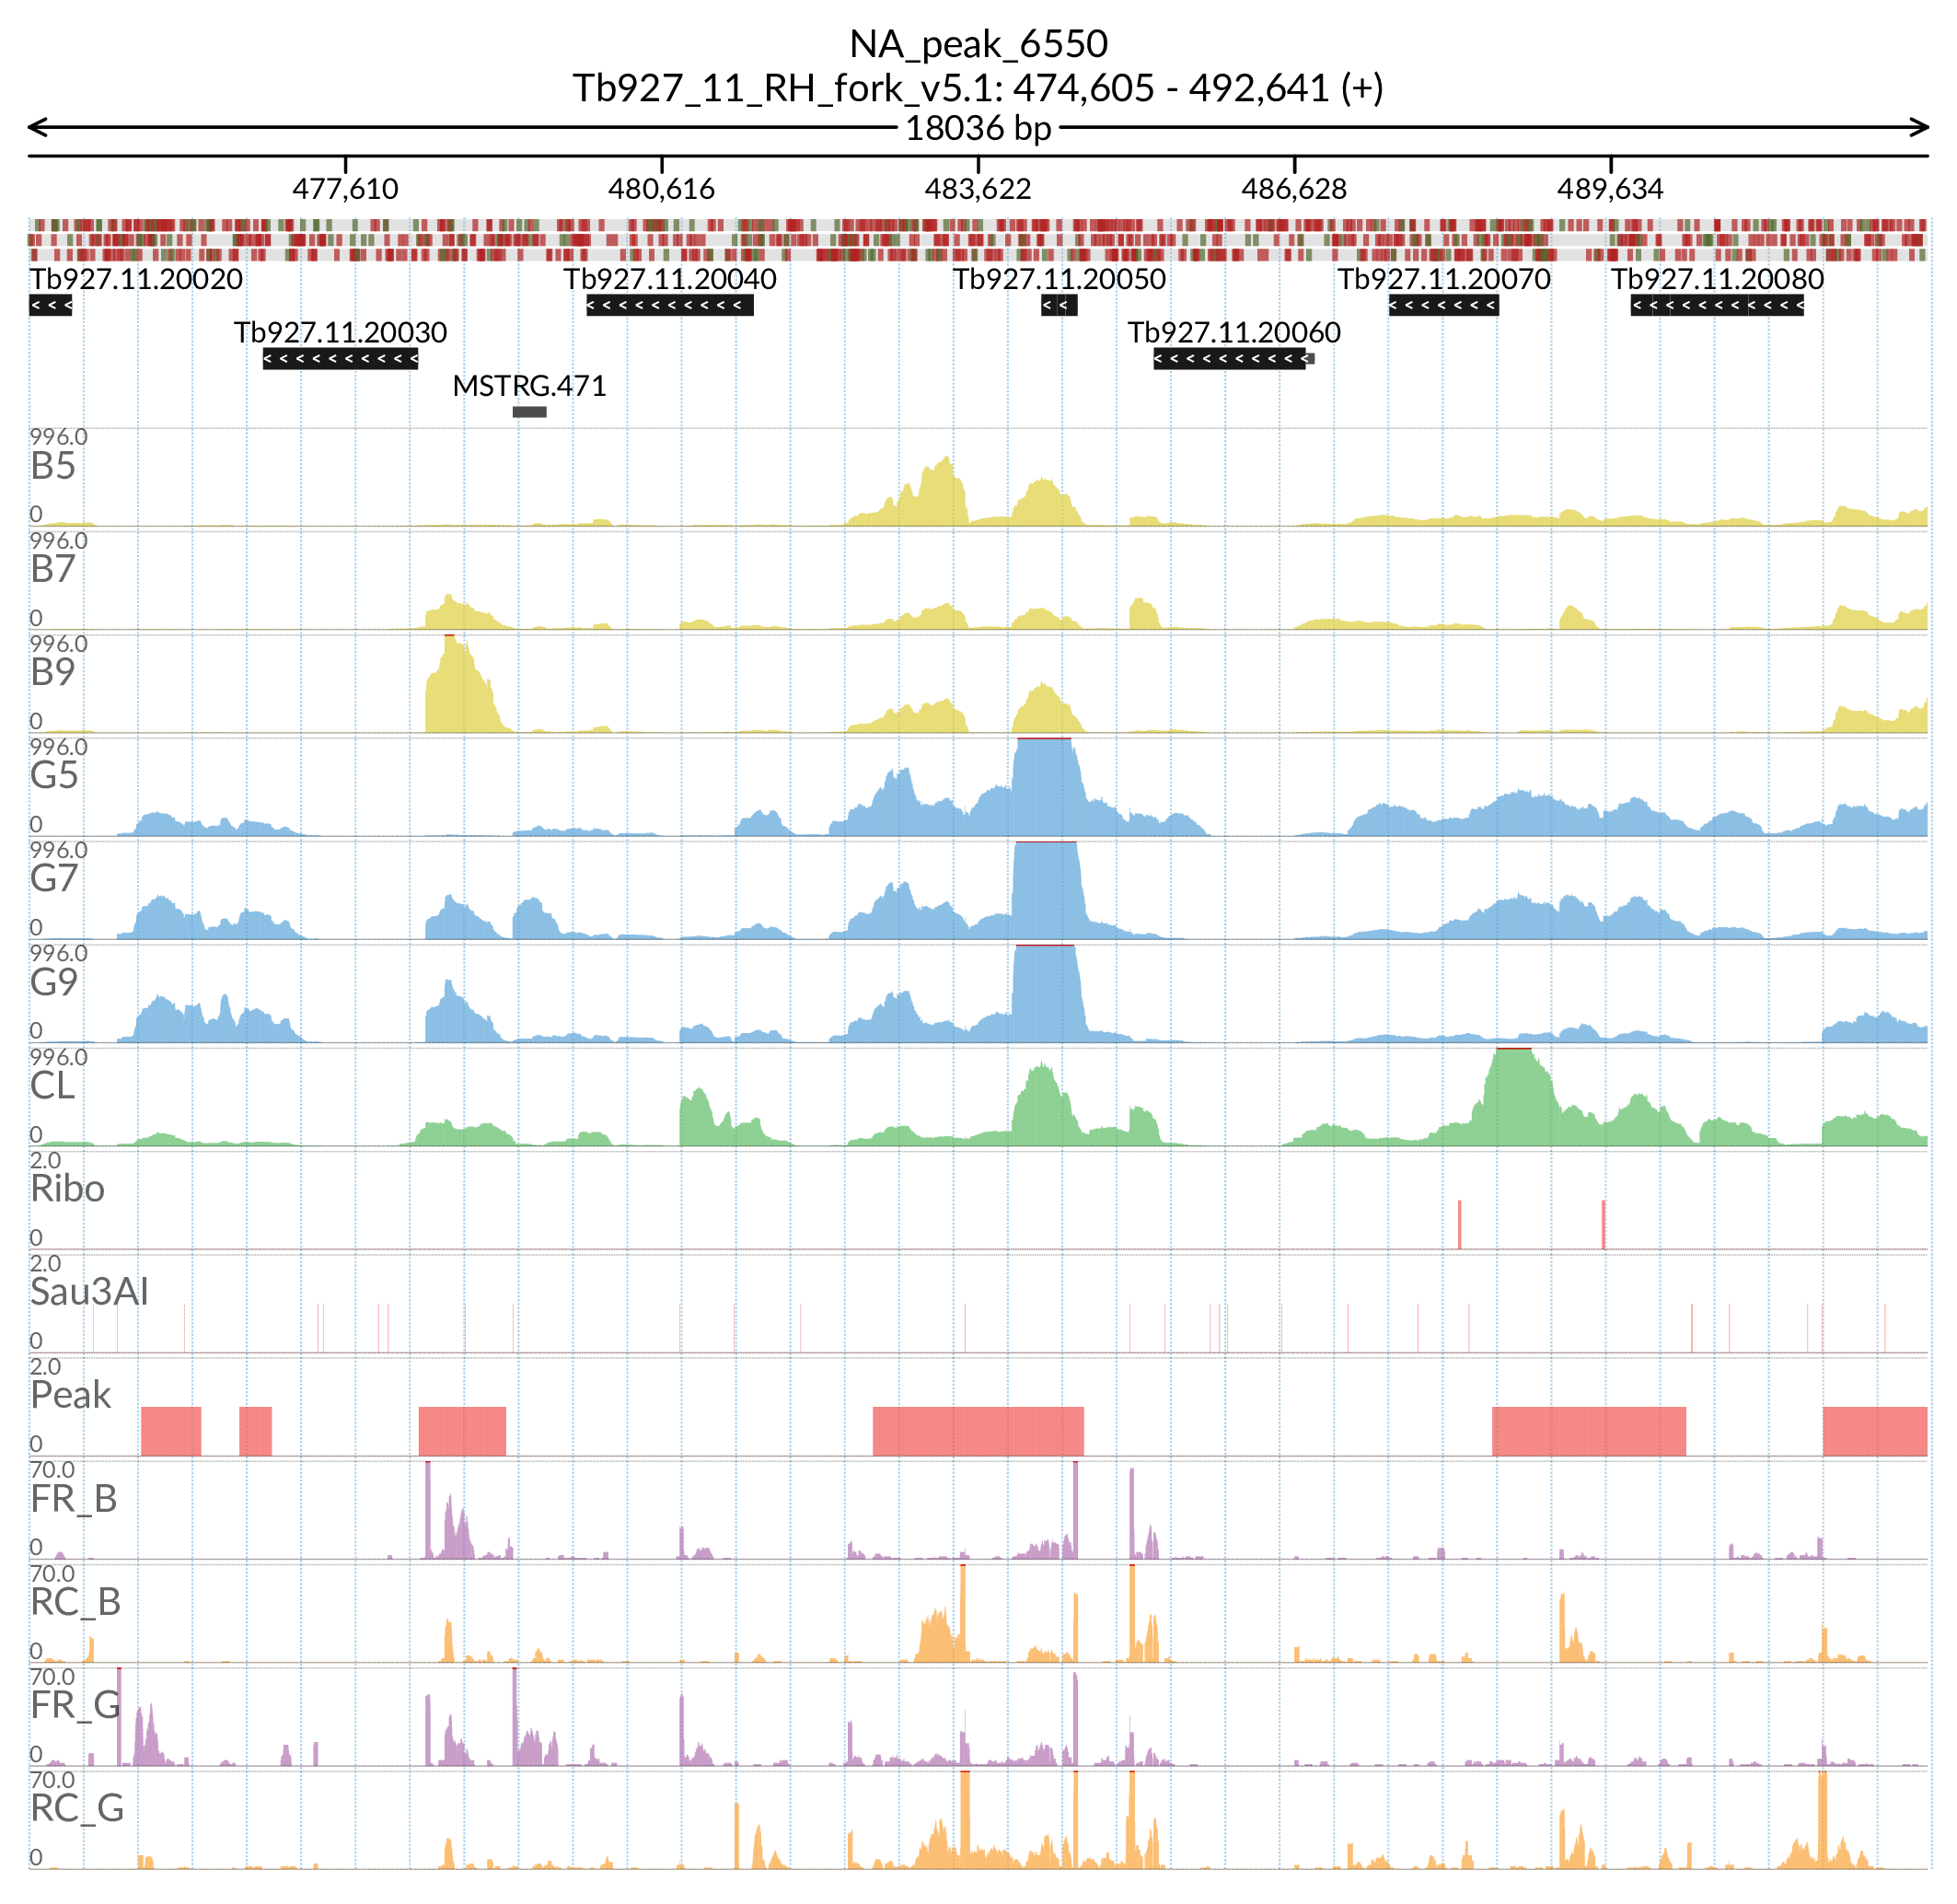 NA_peak_6550
Tb927_11_RH_fork_v5.1: 474,605 - 492,641 (+)
18036 bp
477,610 480,616 483,622 486,628 489,634
Tb927.11.20020 Tb927.11.20040 Tb927.11.20050 Tb927.11.20070 Tb927.11.20080
Tb927.11.20030 Tb927.11.20060
MSTRG.471
996.0
B5
0
996.0
B7
0
996.0
B9
0
996.0
G5
0
996.0
G7
0
996.0
G9
0
996.0
CL
0
2.0
Ribo
0
2.0
Sau3AI
0
2.0
Peak
0
70.0
FR_B
0
70.0
RC_B
0
70.0
FR_G
0
70.0
RC_G
0